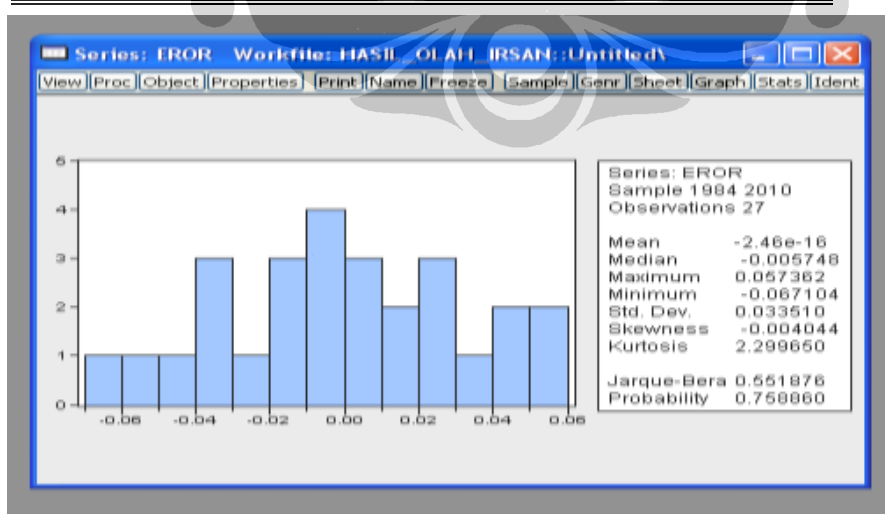 Series: EROR Workfile: HASIL_OLAH_IRSAN::Untitled\
View Proc Object Properties Print Name Freeze Sample Genr Sheet Graph Stats Ident
5
4
3
2
1
0
-0.06 -0.04 -0.02 0.00 0.02 0.04 0.06
Series: EROR
Sample 1984 2010
Observations 27
Mean -2.46e-16
Median -0.005748
Maximum 0.057362
Minimum -0.067104
Std. Dev. 0.033510
Skewness -0.004044
Kurtosis 2.299650
Jarque-Bera 0.551876
Probability 0.758860